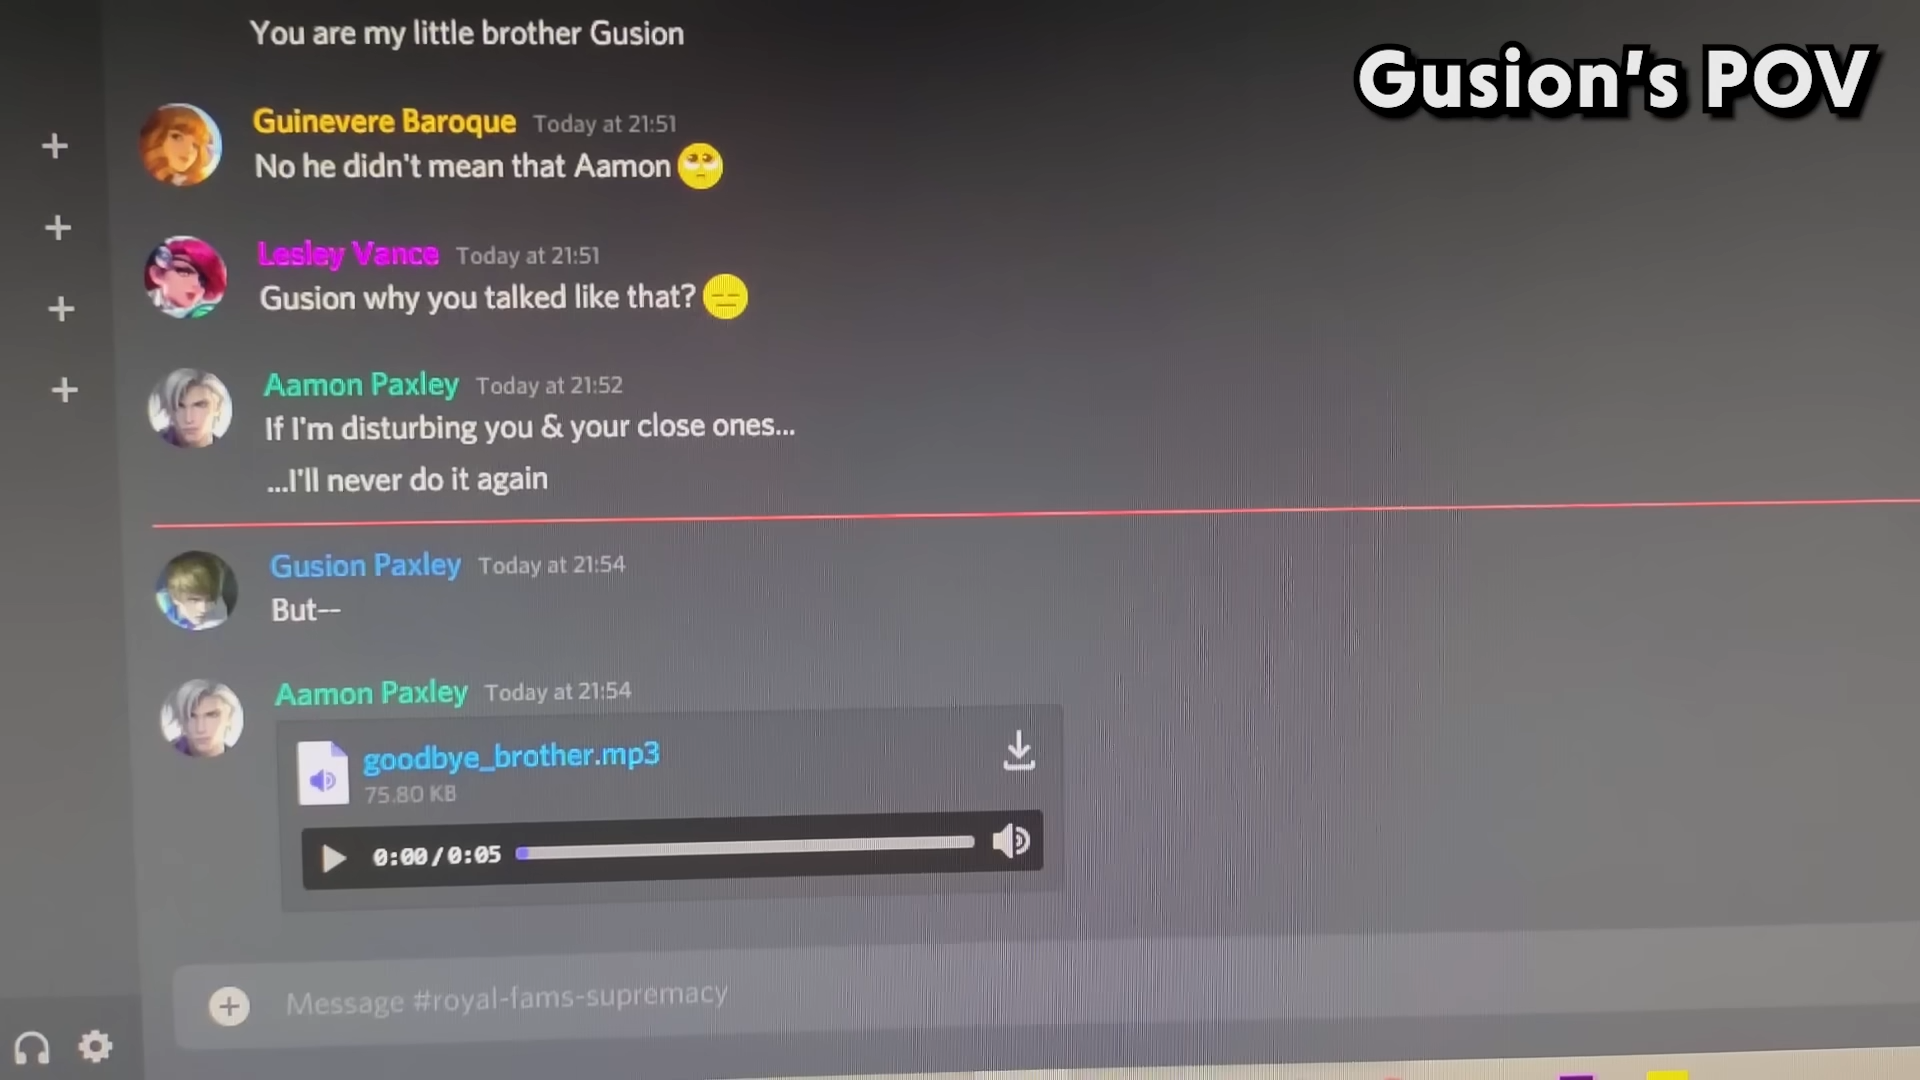 You are my little brother Gusion
Gusion's POV
Guinevere Baroque Today at 21:51
No he didn't mean that Aamon
Lesley Vance Today at 21:51
Gusion why you talked like that?
Aamon Paxley Today at 21:52
If I'm disturbing you & your close ones...
...I'll never do it again
Gusion Paxley Today at 21:54
But--
Aamon Paxley Today at 21:54
goodbye_brother.mp3
75.80 KB
0:00/0:05
Message #royal-fams-supremacy